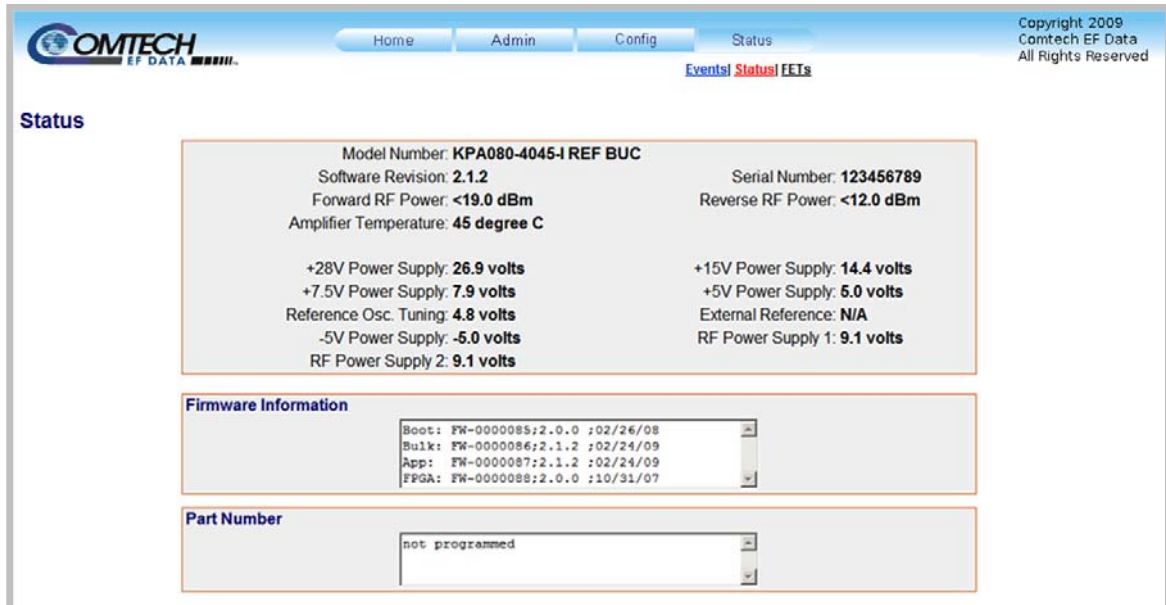 COMTECH
EF DATA
Home Admin Config Status
Copyright 2009
Comtech EF Data
All Rights Reserved
Events| Status| FETs
Status
Model Number: KPA080-4045-I REF BUC
Software Revision: 2.1.2 Serial Number: 123456789
Forward RF Power: <19.0 dBm Reverse RF Power: <12.0 dBm
Amplifier Temperature: 45 degree C
+28V Power Supply: 26.9 volts +15V Power Supply: 14.4 volts
+7.5V Power Supply: 7.9 volts +5V Power Supply: 5.0 volts
Reference Osc. Tuning: 4.8 volts External Reference: N/A
-5V Power Supply: -5.0 volts RF Power Supply 1: 9.1 volts
RF Power Supply 2: 9.1 volts
Firmware Information
Boot: FW-0000085;2.0.0 ;02/26/08
Bulk: FW-0000086;2.1.2 ;02/24/09
App: FW-0000087;2.1.2 ;02/24/09
FPGA: FW-0000088;2.0.0 ;10/31/07
Part Number
not programmed